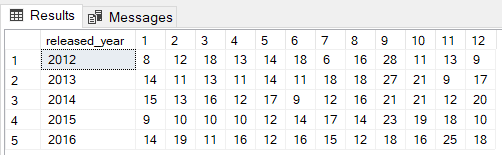 Results Messages
released_year 1 2 3 4 5 6 7 8 9 10 11 12
1 2012 8 12 18 13 14 18 6 16 28 11 13 9
2 2013 14 11 13 11 14 11 18 18 27 21 9 17
3 2014 15 13 16 12 17 9 12 16 21 21 12 20
4 2015 9 10 10 10 12 14 17 14 23 19 18 10
5 2016 14 19 11 16 12 16 15 12 18 16 25 18